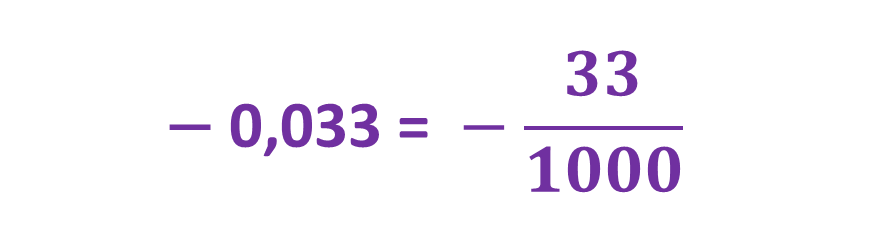 − 0,033 = − 33/1000